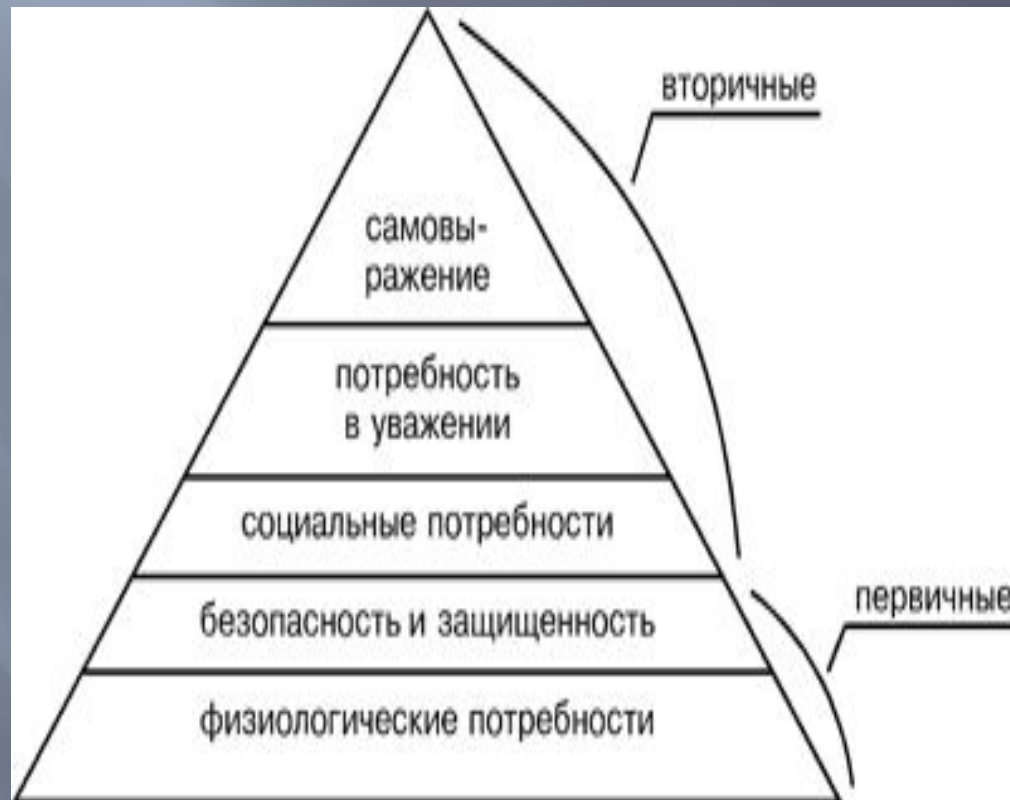 вторичные
самовы-
ражение
потребность
в уважении
социальные потребности
первичные
безопасность и защищенность
физиологические потребности